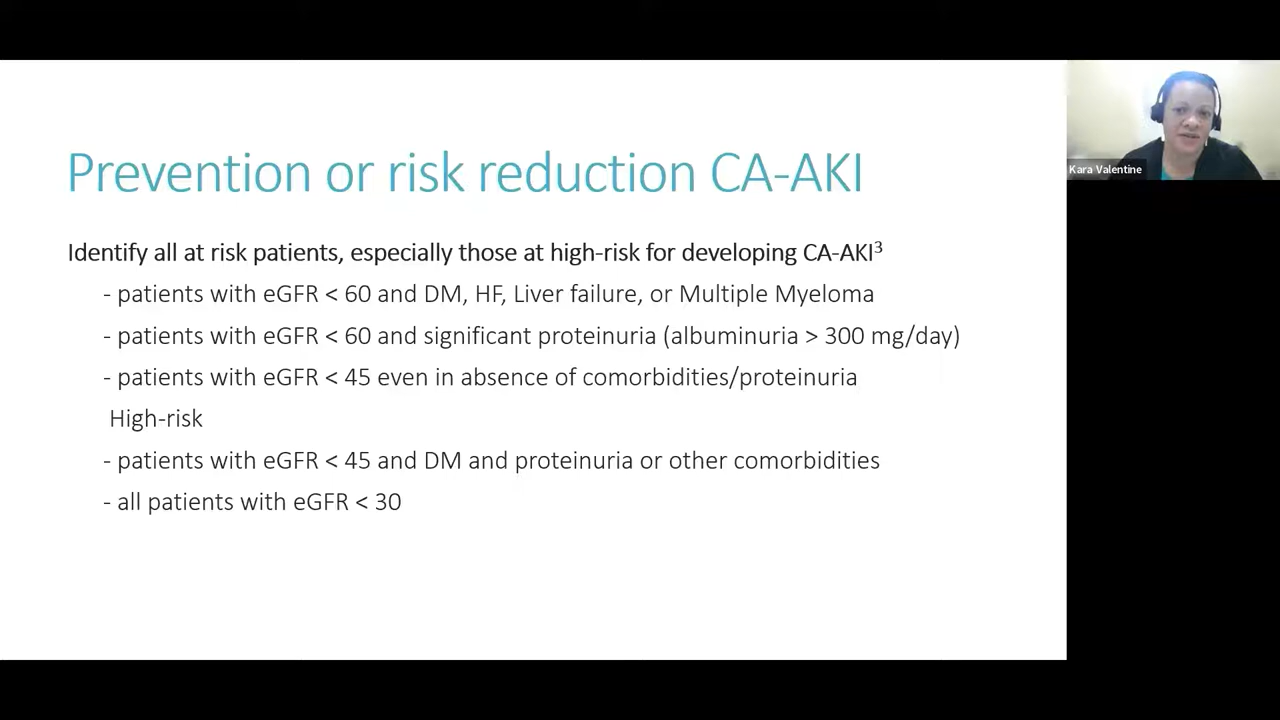 Prevention or risk reduction CA-AKI
Identify all at risk patients, especially those at high-risk for developing CA-AKI³
- patients with eGFR < 60 and DM, HF, Liver failure, or Multiple Myeloma
- patients with eGFR < 60 and significant proteinuria (albuminuria > 300 mg/day)
- patients with eGFR < 45 even in absence of comorbidities/proteinuria
High-risk
- patients with eGFR < 45 and DM and proteinuria or other comorbidities
- all patients with eGFR < 30
Kara Valentine